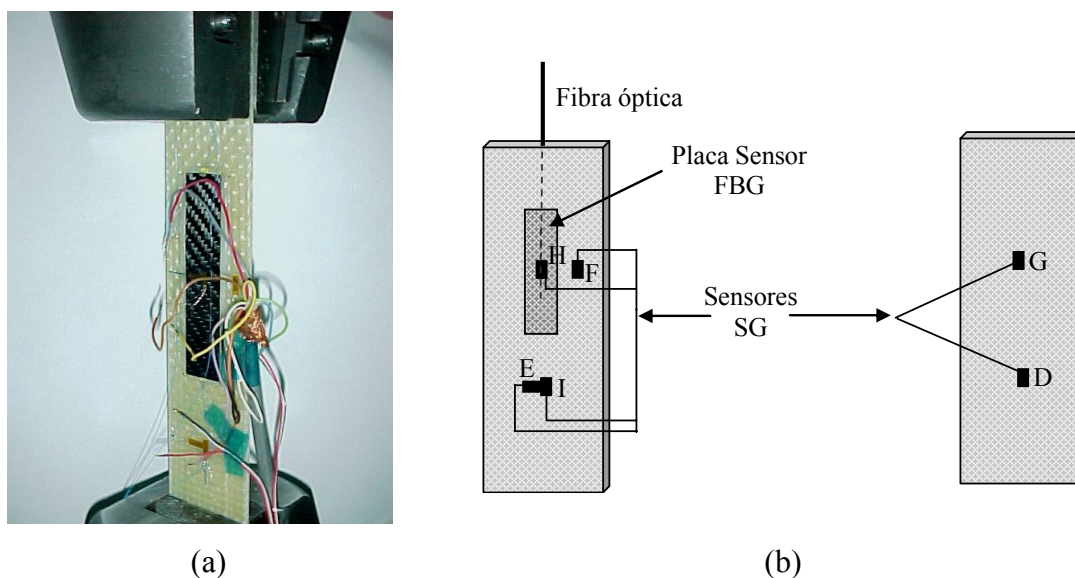 Fibra óptica
Placa Sensor
FBG
H
F
Sensores
SG
E
I
G
D
(a)
(b)